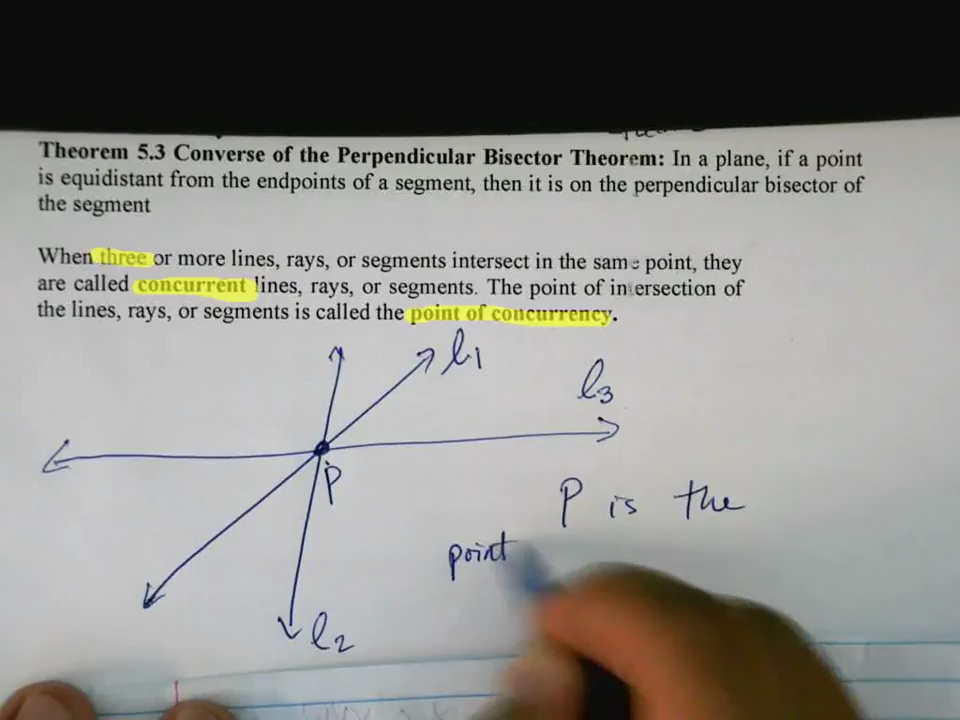 Theorem 5.3 Converse of the Perpendicular Bisector Theorem: In a plane, if a point
is equidistant from the endpoints of a segment, then it is on the perpendicular bisector of
the segment
When three or more lines, rays, or segments intersect in the same point, they
are called concurrent lines, rays, or segments. The point of intersection of
the lines, rays, or segments is called the point of concurrency.
l1
l3
P
P is the
point
l2